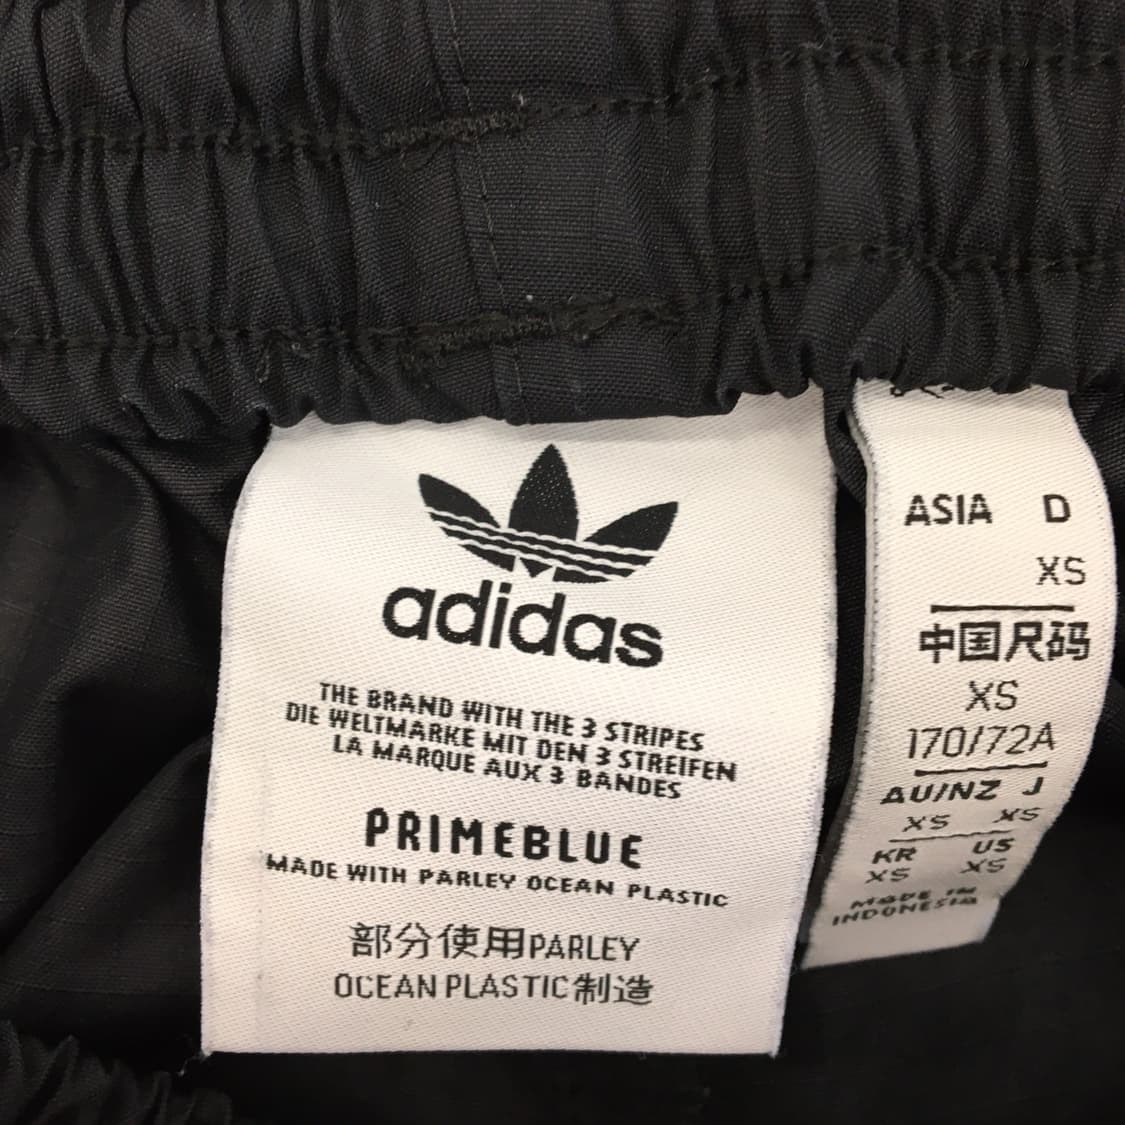 adidas
THE BRAND WITH THE 3 STRIPES
DIE WELTMARKE MIT DEN 3 STREIFEN
LA MARQUE AUX 3 BANDES
PRIMEBLUE
MADE WITH PARLEY OCEAN PLASTIC
部分使用PARLEY
OCEAN PLASTIC制造
ASIA D
XS
中国尺码
XS
170/72A
AU/NZ J
XS XS
KR US
XS XS
MADE IN
INDONESIA